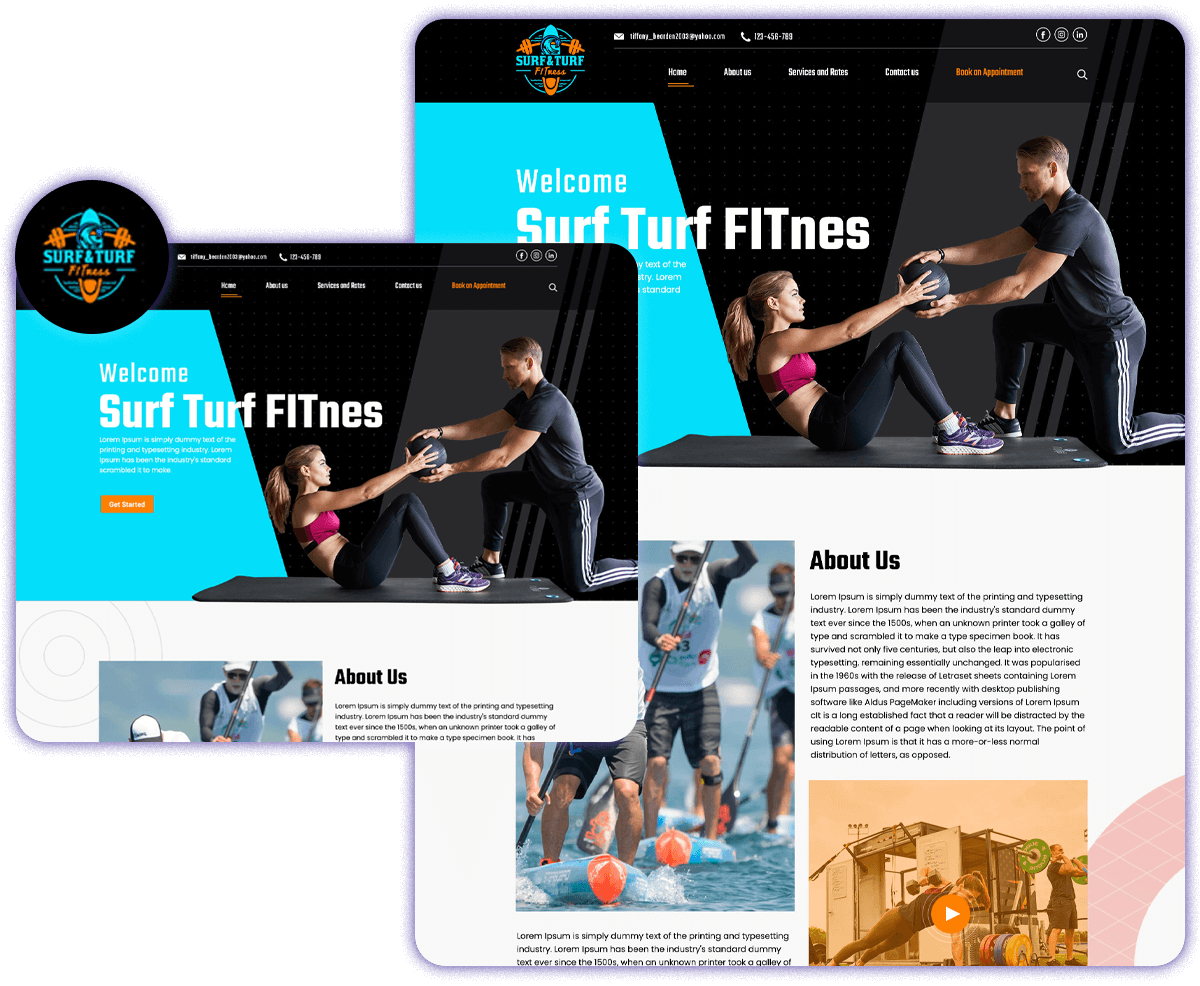 SURF&TURF
FITness
tiffany_bearden2003@yahoo.com
123-456-789
Home
About us
Services and Rates
Contact us
Book an Appointment
Welcome
Surf Turf FITnes
my text of the
stry. Lorem
s standard
About Us
Lorem Ipsum is simply dummy text of the printing and typesetting
industry. Lorem Ipsum has been the industry's standard dummy
text ever since the 1500s, when an unknown printer took a galley of
type and scrambled it to make a type specimen book. It has
survived not only five centuries, but also the leap into electronic
typesetting, remaining essentially unchanged. It was popularised
in the 1960s with the release of Letraset sheets containing Lorem
Ipsum passages, and more recently with desktop publishing
software like Aldus PageMaker including versions of Lorem Ipsum
cit is a long established fact that a reader will be distracted by the
readable content of a page when looking at its layout. The point of
using Lorem Ipsum is that it has a more-or-less normal
distribution of letters, as opposed.
Lorem Ipsum is simply dummy text of the printing and typesetting
industry. Lorem Ipsum has been the industry's standard dummy
text ever since the 1500s, when an unknown printer took a galley of
SURF&TURF
FITness
tiffany_bearden2003@yahoo.com
123-456-789
Home
About us
Services and Rates
Contact us
Book an Appointment
Welcome
Surf Turf FITnes
Lorem Ipsum is simply dummy text of the
printing and typesetting industry. Lorem
Ipsum has been the industry's standard
scrambled it to make
Get Started
About Us
Lorem Ipsum is simply dummy text of the printing and typesetting
industry. Lorem Ipsum has been the industry's standard dummy
text ever since the 1500s, when an unknown printer took a galley of
type and scrambled it to make a type specimen book. It has